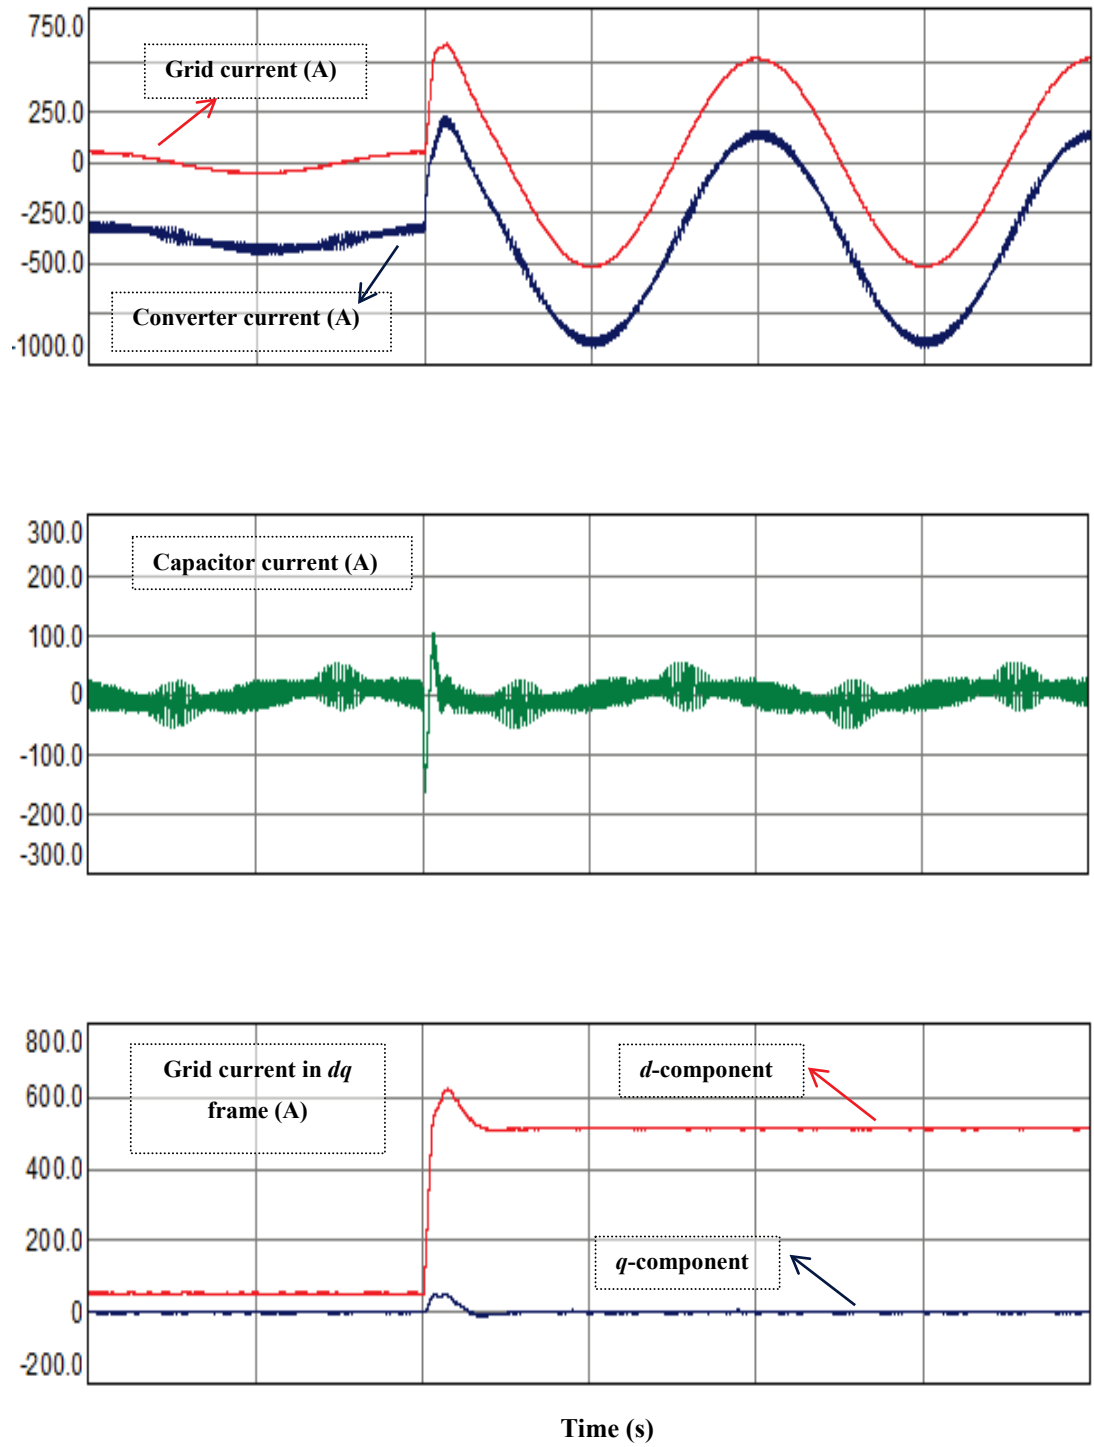 750.0
Grid current (A)
250.0
0
-250.0
-500.0
Converter current (A)
-1000.0
300.0
Capacitor current (A)
200.0
100.0
0
-100.0
-200.0
-300.0
800.0
Grid current in dq
frame (A)
d-component
600.0
400.0
200.0
q-component
0
-200.0
Time (s)